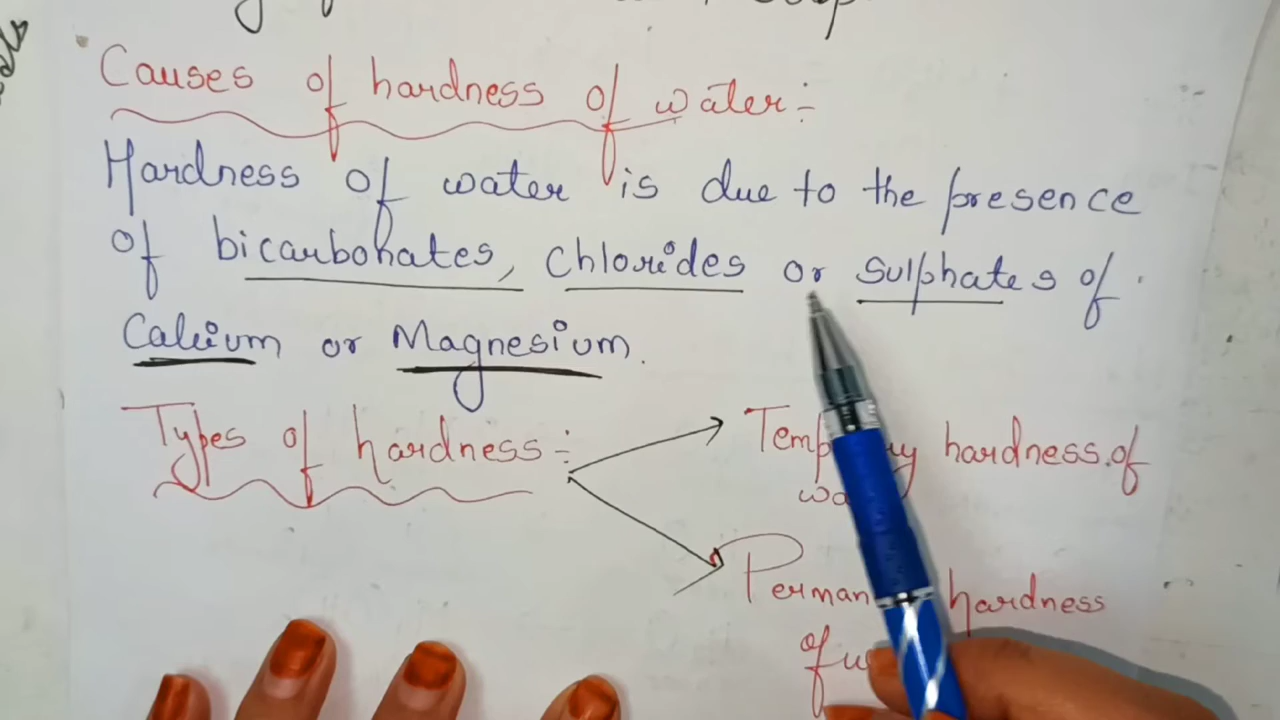 Causes of hardness of water:-
Hardness of water is due to the presence
of bicarbonates, chlorides or sulphates of
Calcium or Magnesium.
Types of hardness:-
hardness of
hardness
of